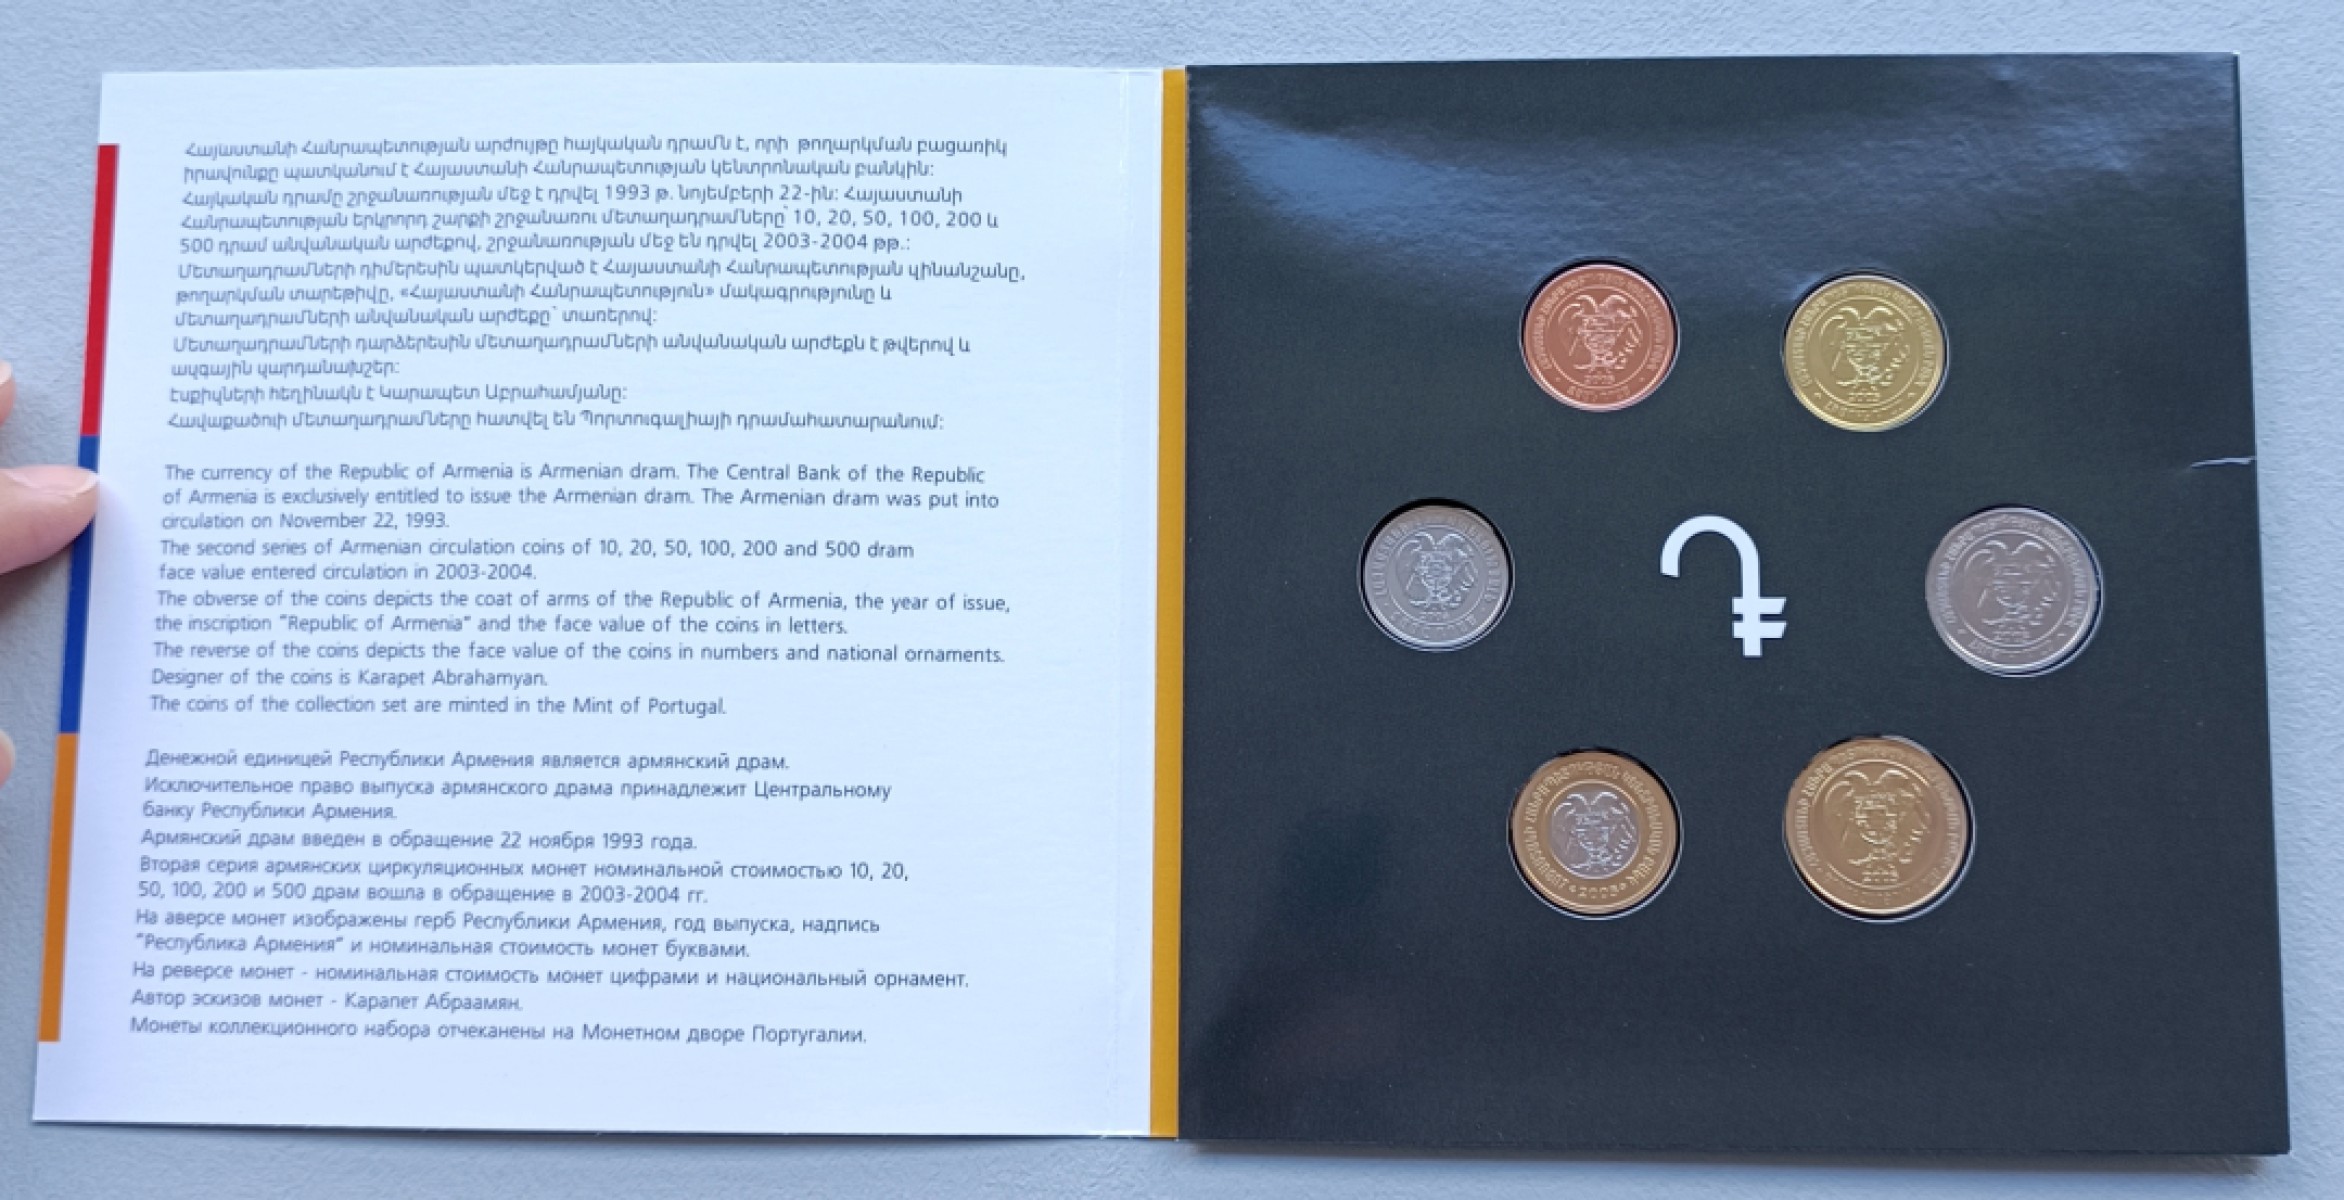 Հայաստանի Հանրապետության արժույթը հայկական դրամն է, որի թողարկման բացառիկ
իրավունքը պատկանում է Հայաստանի Հանրապետության կենտրոնական բանկին:
Հայկական դրամը շրջանառության մեջ է դրվել 1993 թ. նոյեմբերի 22-ին: Հայաստանի
Հանրապետության երկրորդ շարքի շրջանառու մետաղադրամները՝ 10, 20, 50, 100, 200 և
500 դրամ անվանական արժեքով, շրջանառության մեջ են դրվել 2003-2004 թթ.:
Մետաղադրամների դիմերեսին պատկերված է Հայաստանի Հանրապետության զինանշանը,
թողարկման տարեթիվը, «Հայաստանի Հանրապետություն» մակագրությունը և
մետաղադրամների անվանական արժեքը՝ տառերով:
Մետաղադրամների դարձերեսին մետաղադրամների անվանական արժեքն է թվերով և
ազգային զարդանախշեր:
Էսքիզների հեղինակն է Կարապետ Աբրահամյանը:
Հավաքածուի մետաղադրամները հատվել են Պորտուգալիայի դրամահատարանում:
The currency of the Republic of Armenia is Armenian dram. The Central Bank of the Republic
of Armenia is exclusively entitled to issue the Armenian dram. The Armenian dram was put into
circulation on November 22, 1993.
The second series of Armenian circulation coins of 10, 20, 50, 100, 200 and 500 dram
face value entered circulation in 2003-2004.
The obverse of the coins depicts the coat of arms of the Republic of Armenia, the year of issue,
the inscription "Republic of Armenia" and the face value of the coins in letters.
The reverse of the coins depicts the face value of the coins in numbers and national ornaments.
Designer of the coins is Karapet Abrahamyan.
The coins of the collection set are minted in the Mint of Portugal.
Денежной единицей Республики Армения является армянский драм.
Исключительное право выпуска армянского драма принадлежит Центральному
банку Республики Армения.
Армянский драм введен в обращение 22 ноября 1993 года.
Вторая серия армянских циркуляционных монет номинальной стоимостью 10, 20,
50, 100, 200 и 500 драм вошла в обращение в 2003-2004 гг.
На аверсе монет изображены герб Республики Армения, год выпуска, надпись
"Республика Армения" и номинальная стоимость монет буквами.
На реверсе монет - номинальная стоимость монет цифрами и национальный орнамент.
Автор эскизов монет - Карапет Абраамян.
Монеты коллекционного набора отчеканены на Монетном дворе Португалии.
֏